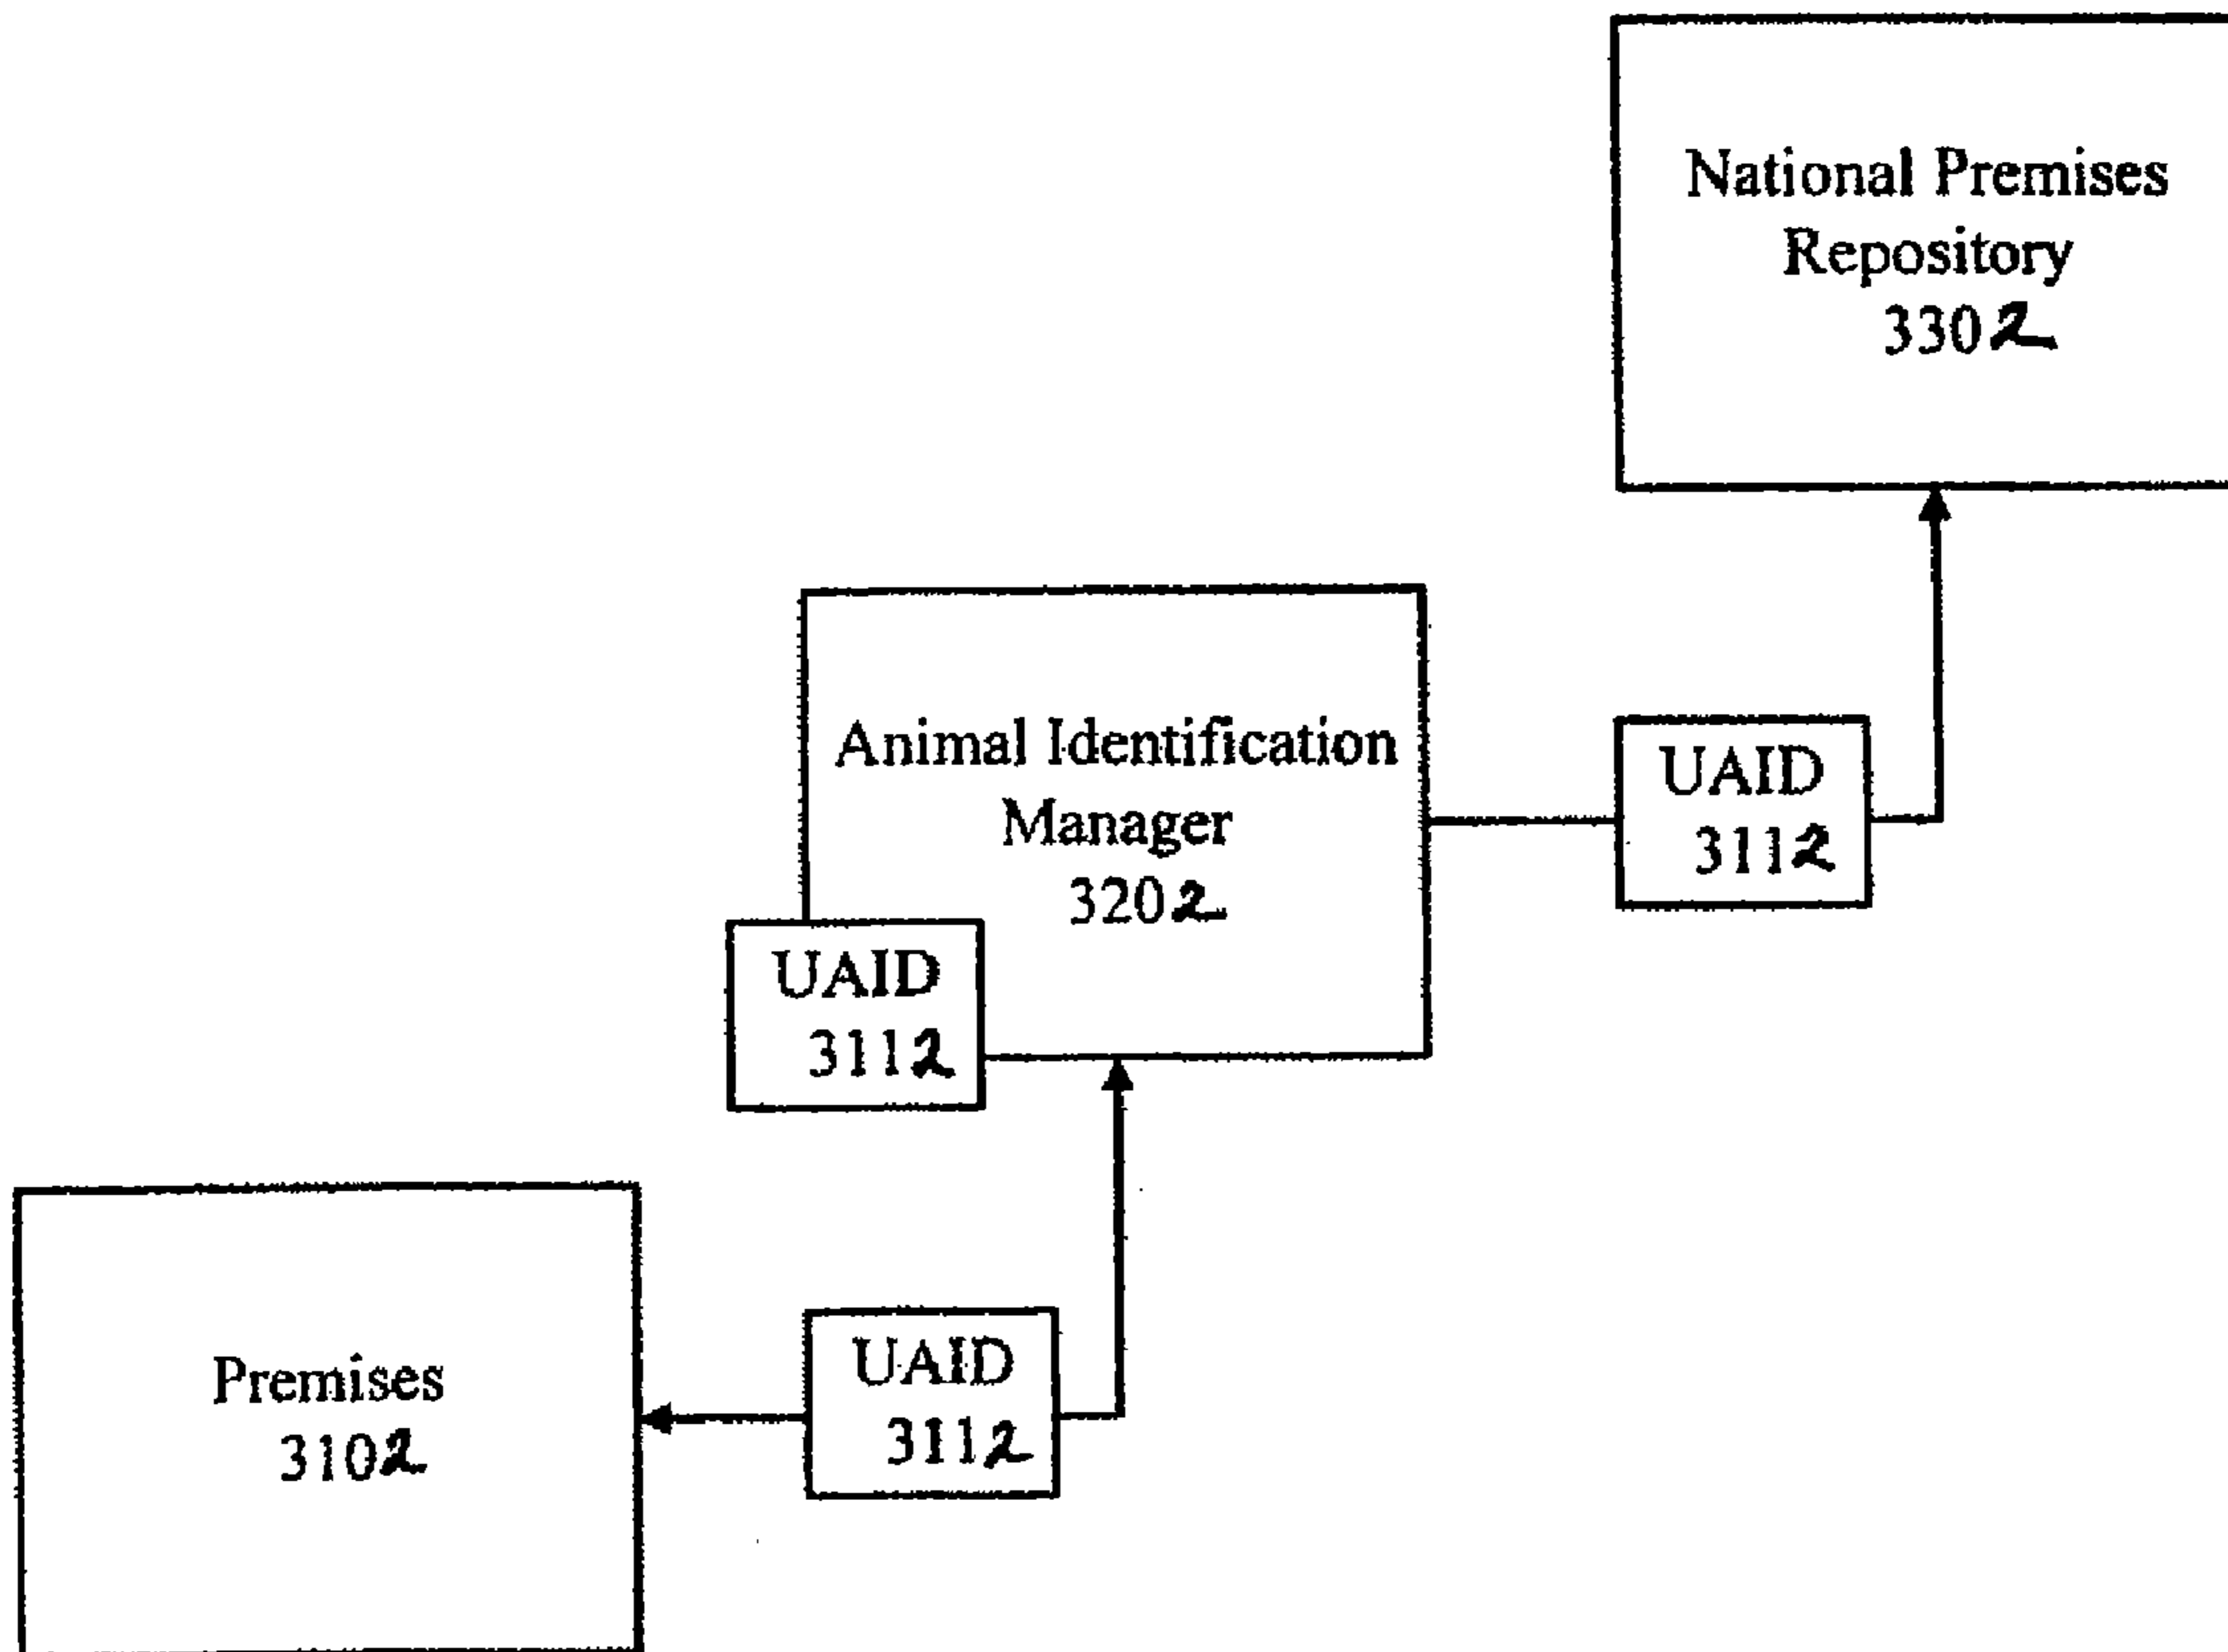 National Premises
Repository
3302
Animal Identification
Manager
3202
UAID
3112
UAID
3112
Premises
3102
UAID
3112